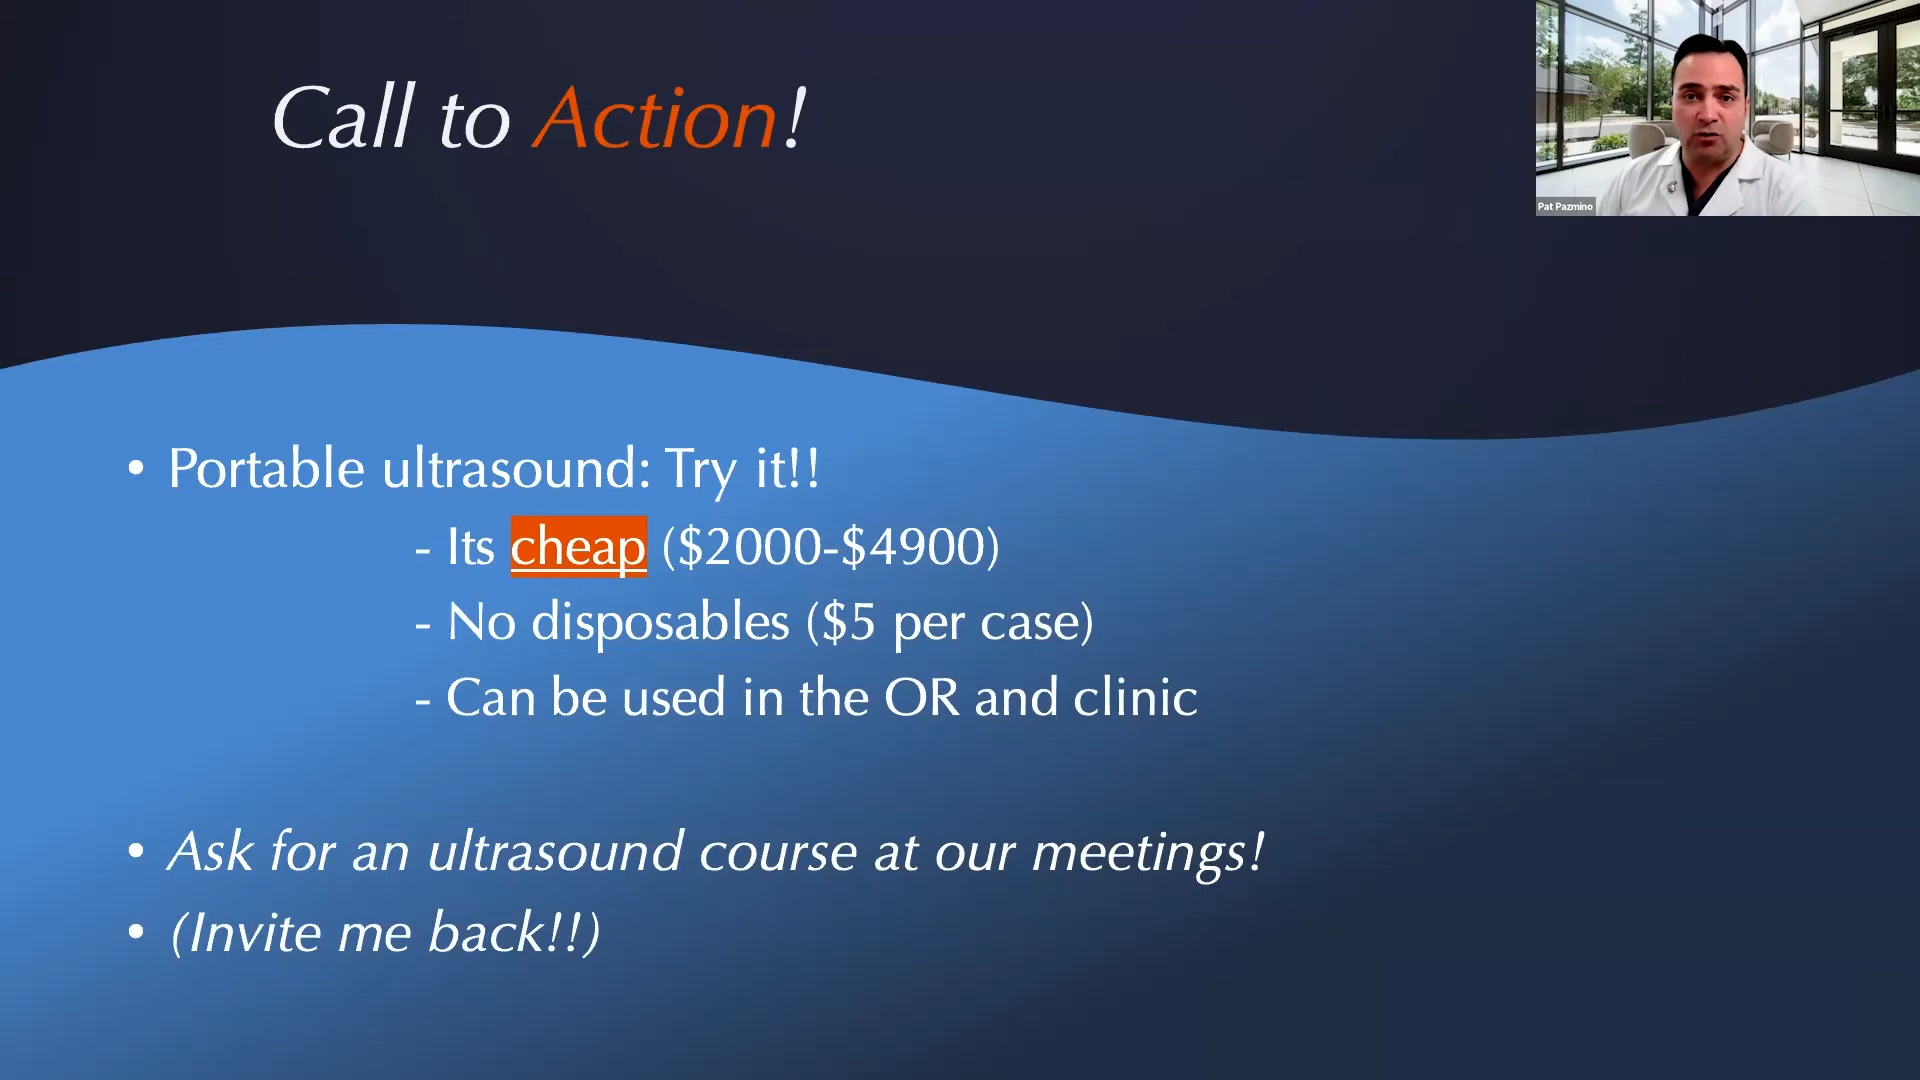 Call to Action!
Pat Pazmino
• Portable ultrasound: Try it!!
- Its cheap ($2000-$4900)
- No disposables ($5 per case)
- Can be used in the OR and clinic
• Ask for an ultrasound course at our meetings!
• (Invite me back!!)